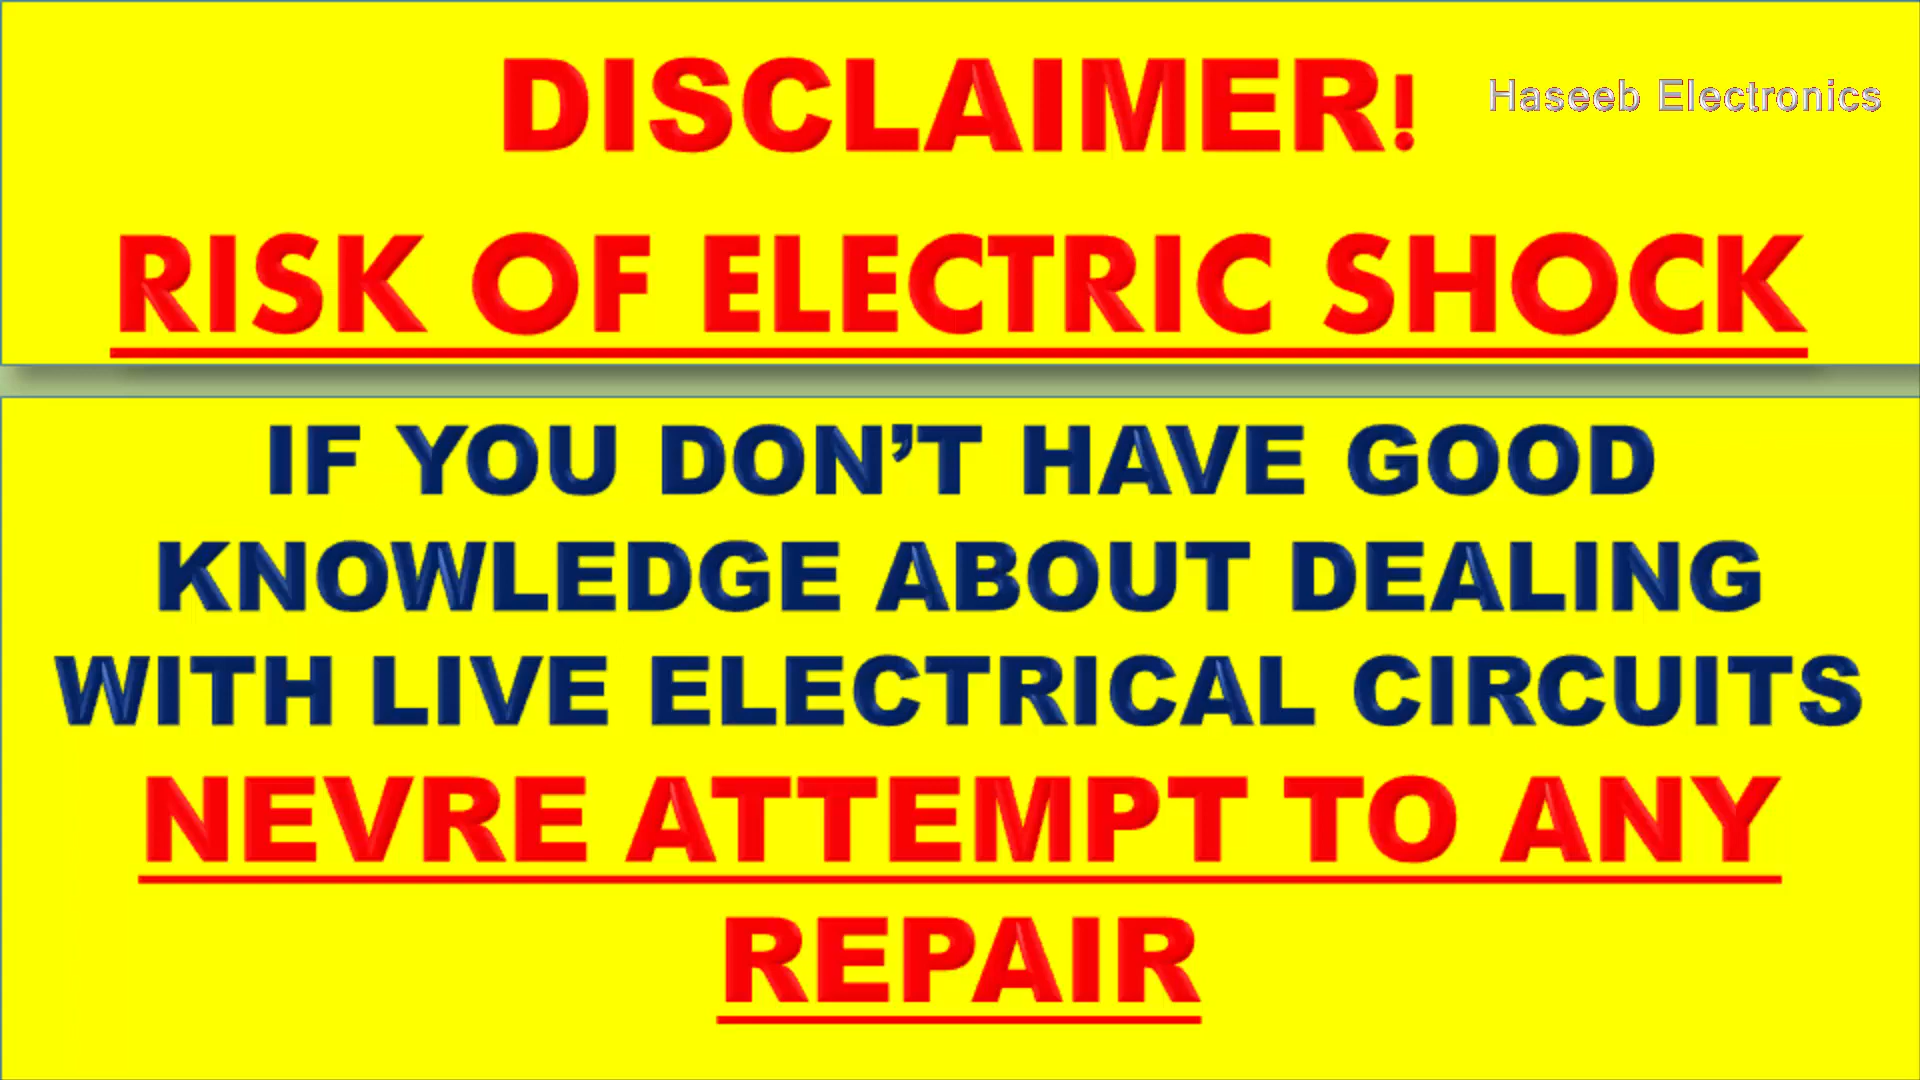 DISCLAIMER!
Haseeb Electronics
RISK OF ELECTRIC SHOCK
IF YOU DON’T HAVE GOOD
KNOWLEDGE ABOUT DEALING
WITH LIVE ELECTRICAL CIRCUITS
NEVRE ATTEMPT TO ANY
REPAIR